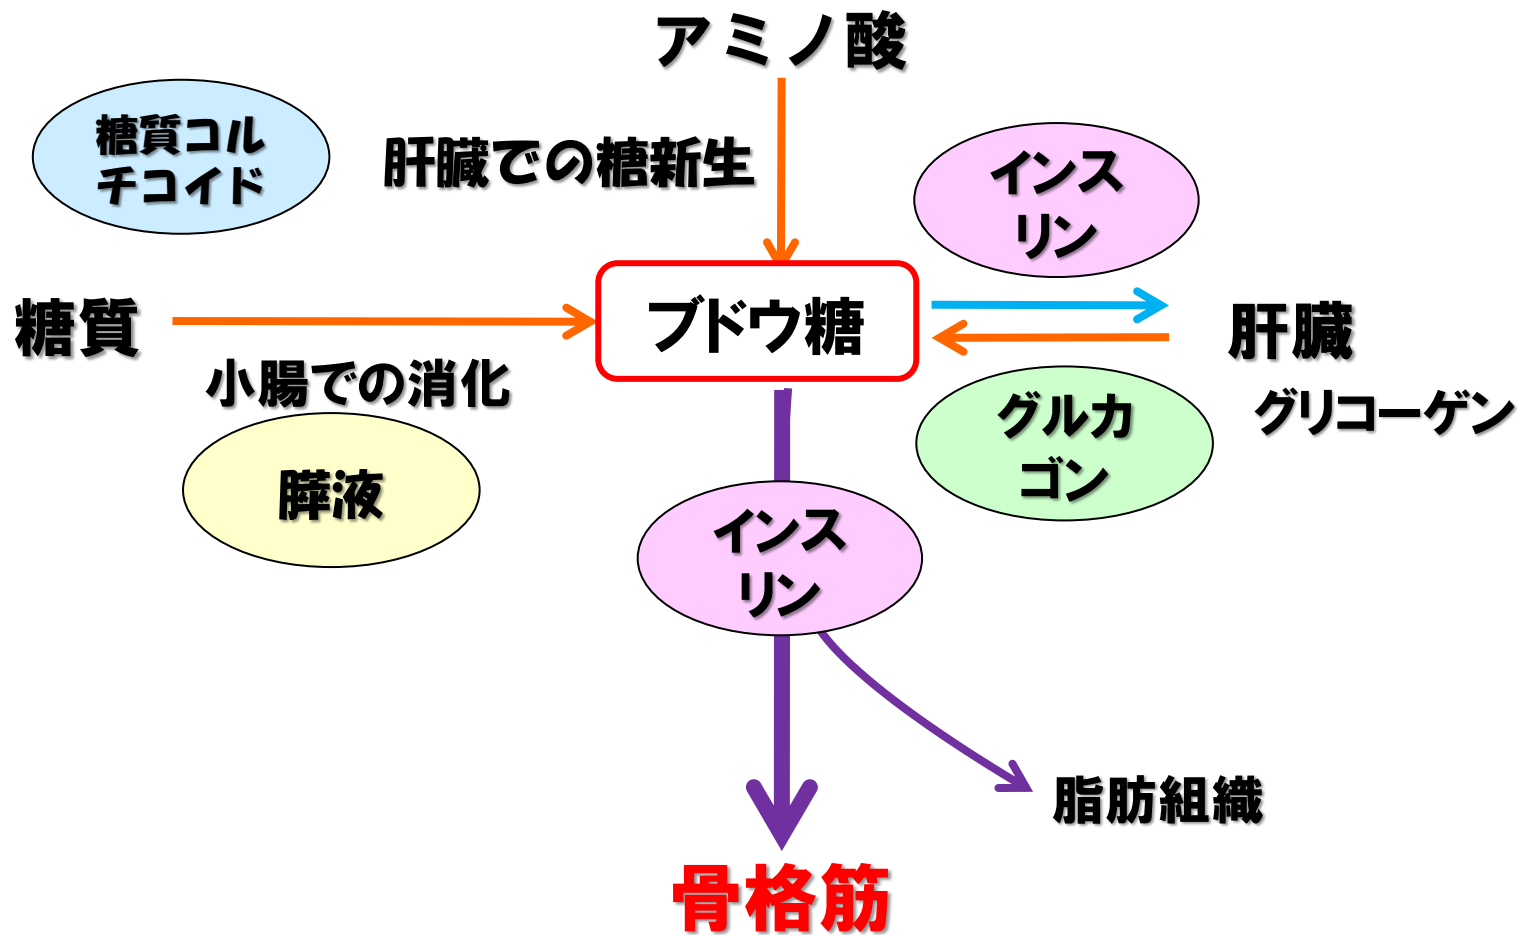 アミノ酸
糖質コル
チコイド
肝臓での糖新生
インス
リン
糖質
ブドウ糖
肝臓
小腸での消化
グリコーゲン
グルカ
ゴン
膵液
インス
リン
脂肪組織
骨格筋